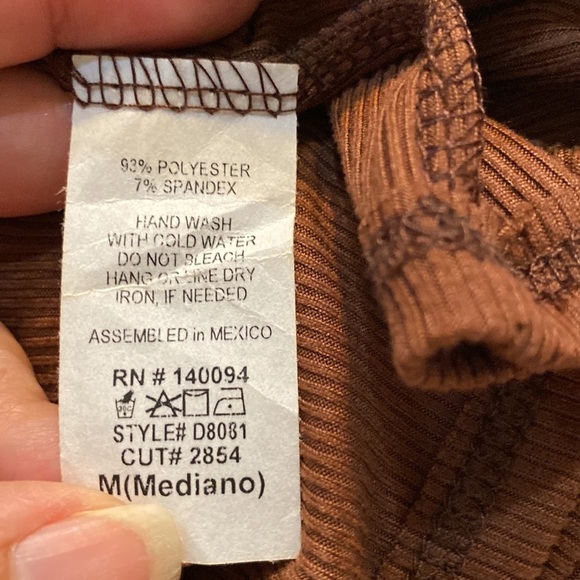 93% POLYESTER
7% SPANDEX
HAND WASH
WITH COLD WATER
DO NOT BLEACH
HANG OR LINE DRY
IRON, IF NEEDED
ASSEMBLED in MEXICO
RN # 140094
STYLE# D8081
CUT# 2854
M(Mediano)